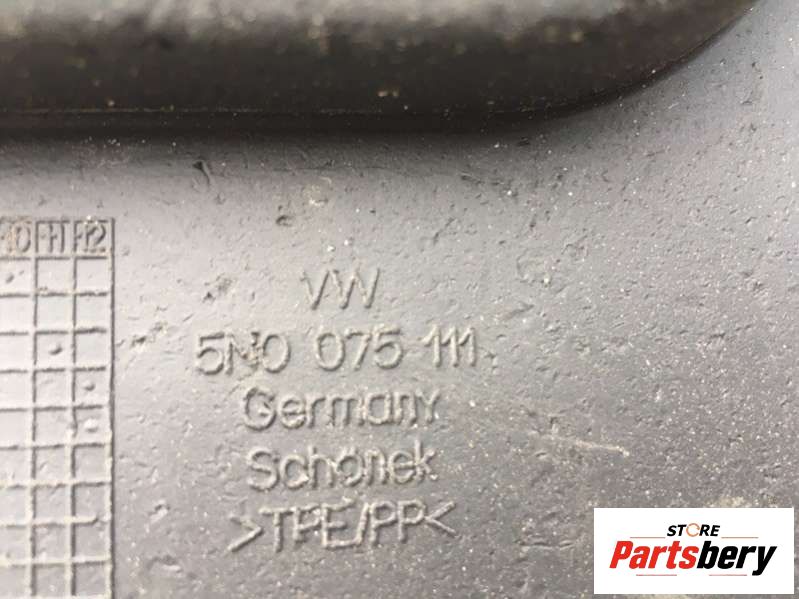 10 11 12
VW
5N0 075 111
Germany
Schönek
>TPE/PP<
STORE
Partsbery